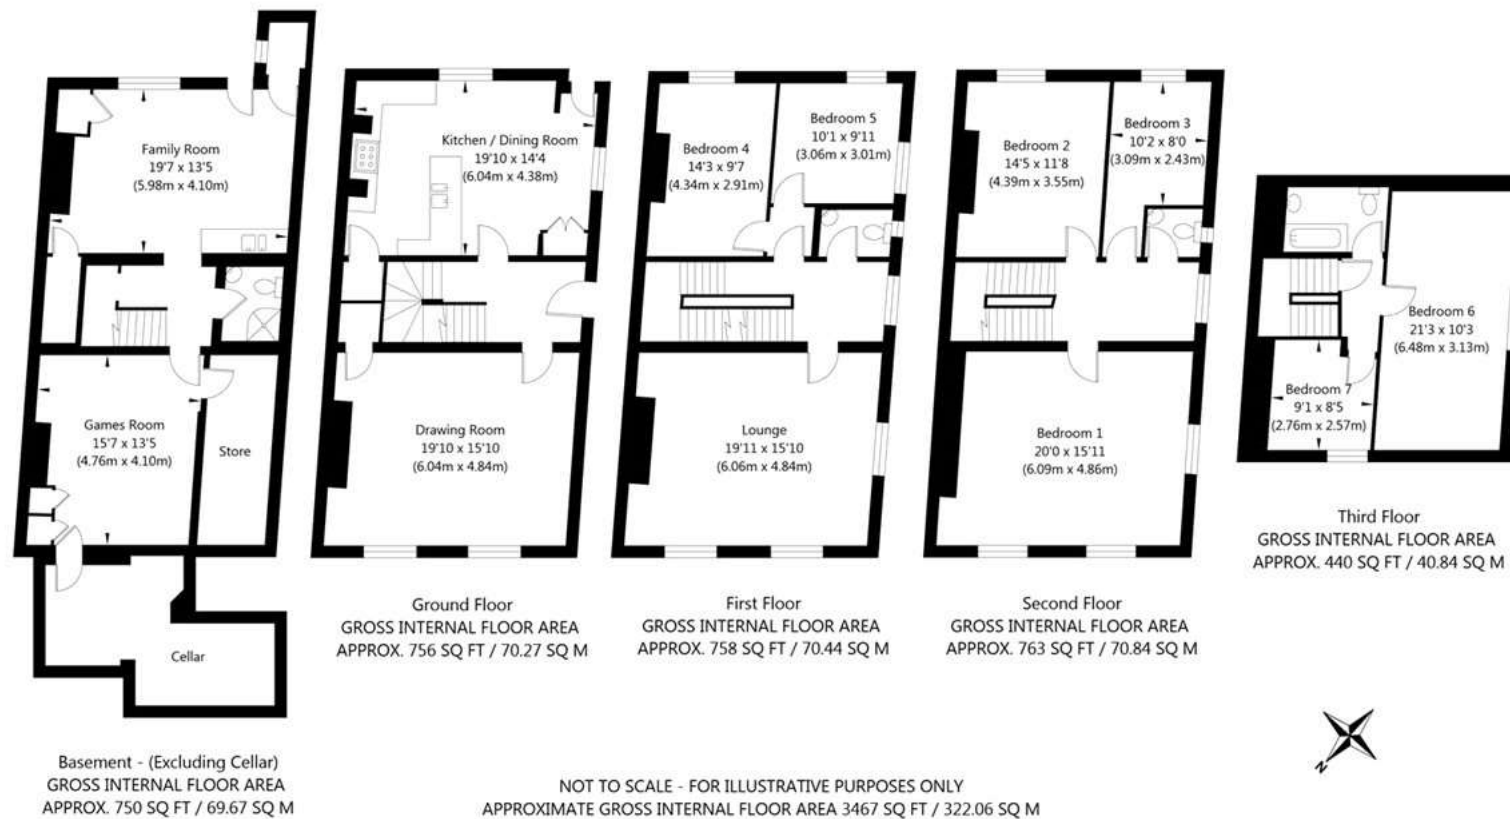 Family Room
19'7 x 13'5
(5.98m x 4.10m)
Games Room
15'7 x 13'5
(4.76m x 4.10m)
Store
Cellar
Basement - (Excluding Cellar)
GROSS INTERNAL FLOOR AREA
APPROX. 750 SQ FT / 69.67 SQ M
Kitchen / Dining Room
19'10 x 14'4
(6.04m x 4.38m)
Drawing Room
19'10 x 15'10
(6.04m x 4.84m)
Ground Floor
GROSS INTERNAL FLOOR AREA
APPROX. 756 SQ FT / 70.27 SQ M
Bedroom 4
14'3 x 9'7
(4.34m x 2.91m)
Bedroom 5
10'1 x 9'11
(3.06m x 3.01m)
Lounge
19'11 x 15'10
(6.06m x 4.84m)
First Floor
GROSS INTERNAL FLOOR AREA
APPROX. 758 SQ FT / 70.44 SQ M
Bedroom 2
14'5 x 11'8
(4.39m x 3.55m)
Bedroom 3
10'2 x 8'0
(3.09m x 2.43m)
Bedroom 1
20'0 x 15'11
(6.09m x 4.86m)
Second Floor
GROSS INTERNAL FLOOR AREA
APPROX. 763 SQ FT / 70.84 SQ M
Bedroom 6
21'3 x 10'3
(6.48m x 3.13m)
Bedroom 7
9'1 x 8'5
(2.76m x 2.57m)
Third Floor
GROSS INTERNAL FLOOR AREA
APPROX. 440 SQ FT / 40.84 SQ M
N
NOT TO SCALE - FOR ILLUSTRATIVE PURPOSES ONLY
APPROXIMATE GROSS INTERNAL FLOOR AREA 3467 SQ FT / 322.06 SQ M